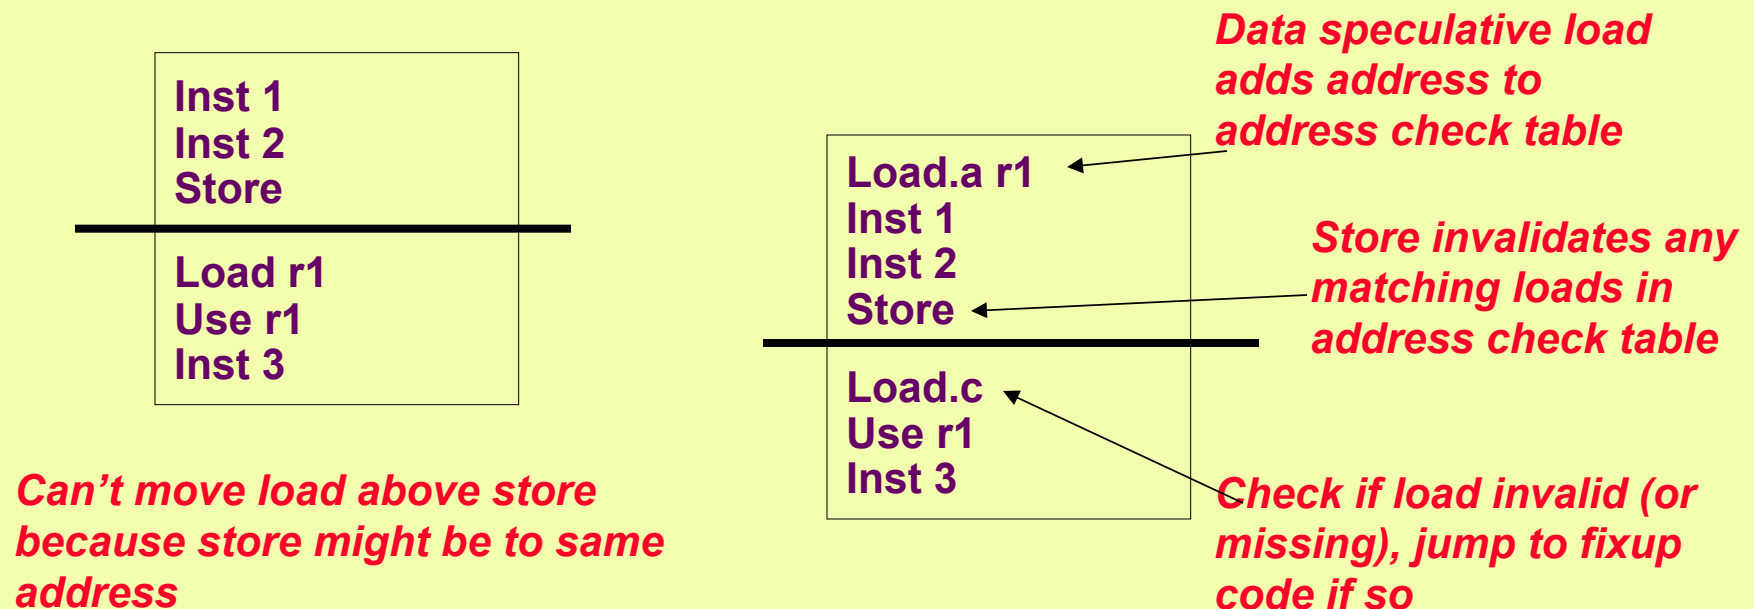 Inst 1
Inst 2
Store
Load r1
Use r1
Inst 3
Can’t move load above store
because store might be to same
address
Data speculative load
adds address to
address check table
Load.a r1
Inst 1
Inst 2
Store
Store invalidates any
matching loads in
address check table
Load.c
Use r1
Inst 3
Check if load invalid (or
missing), jump to fixup
code if so